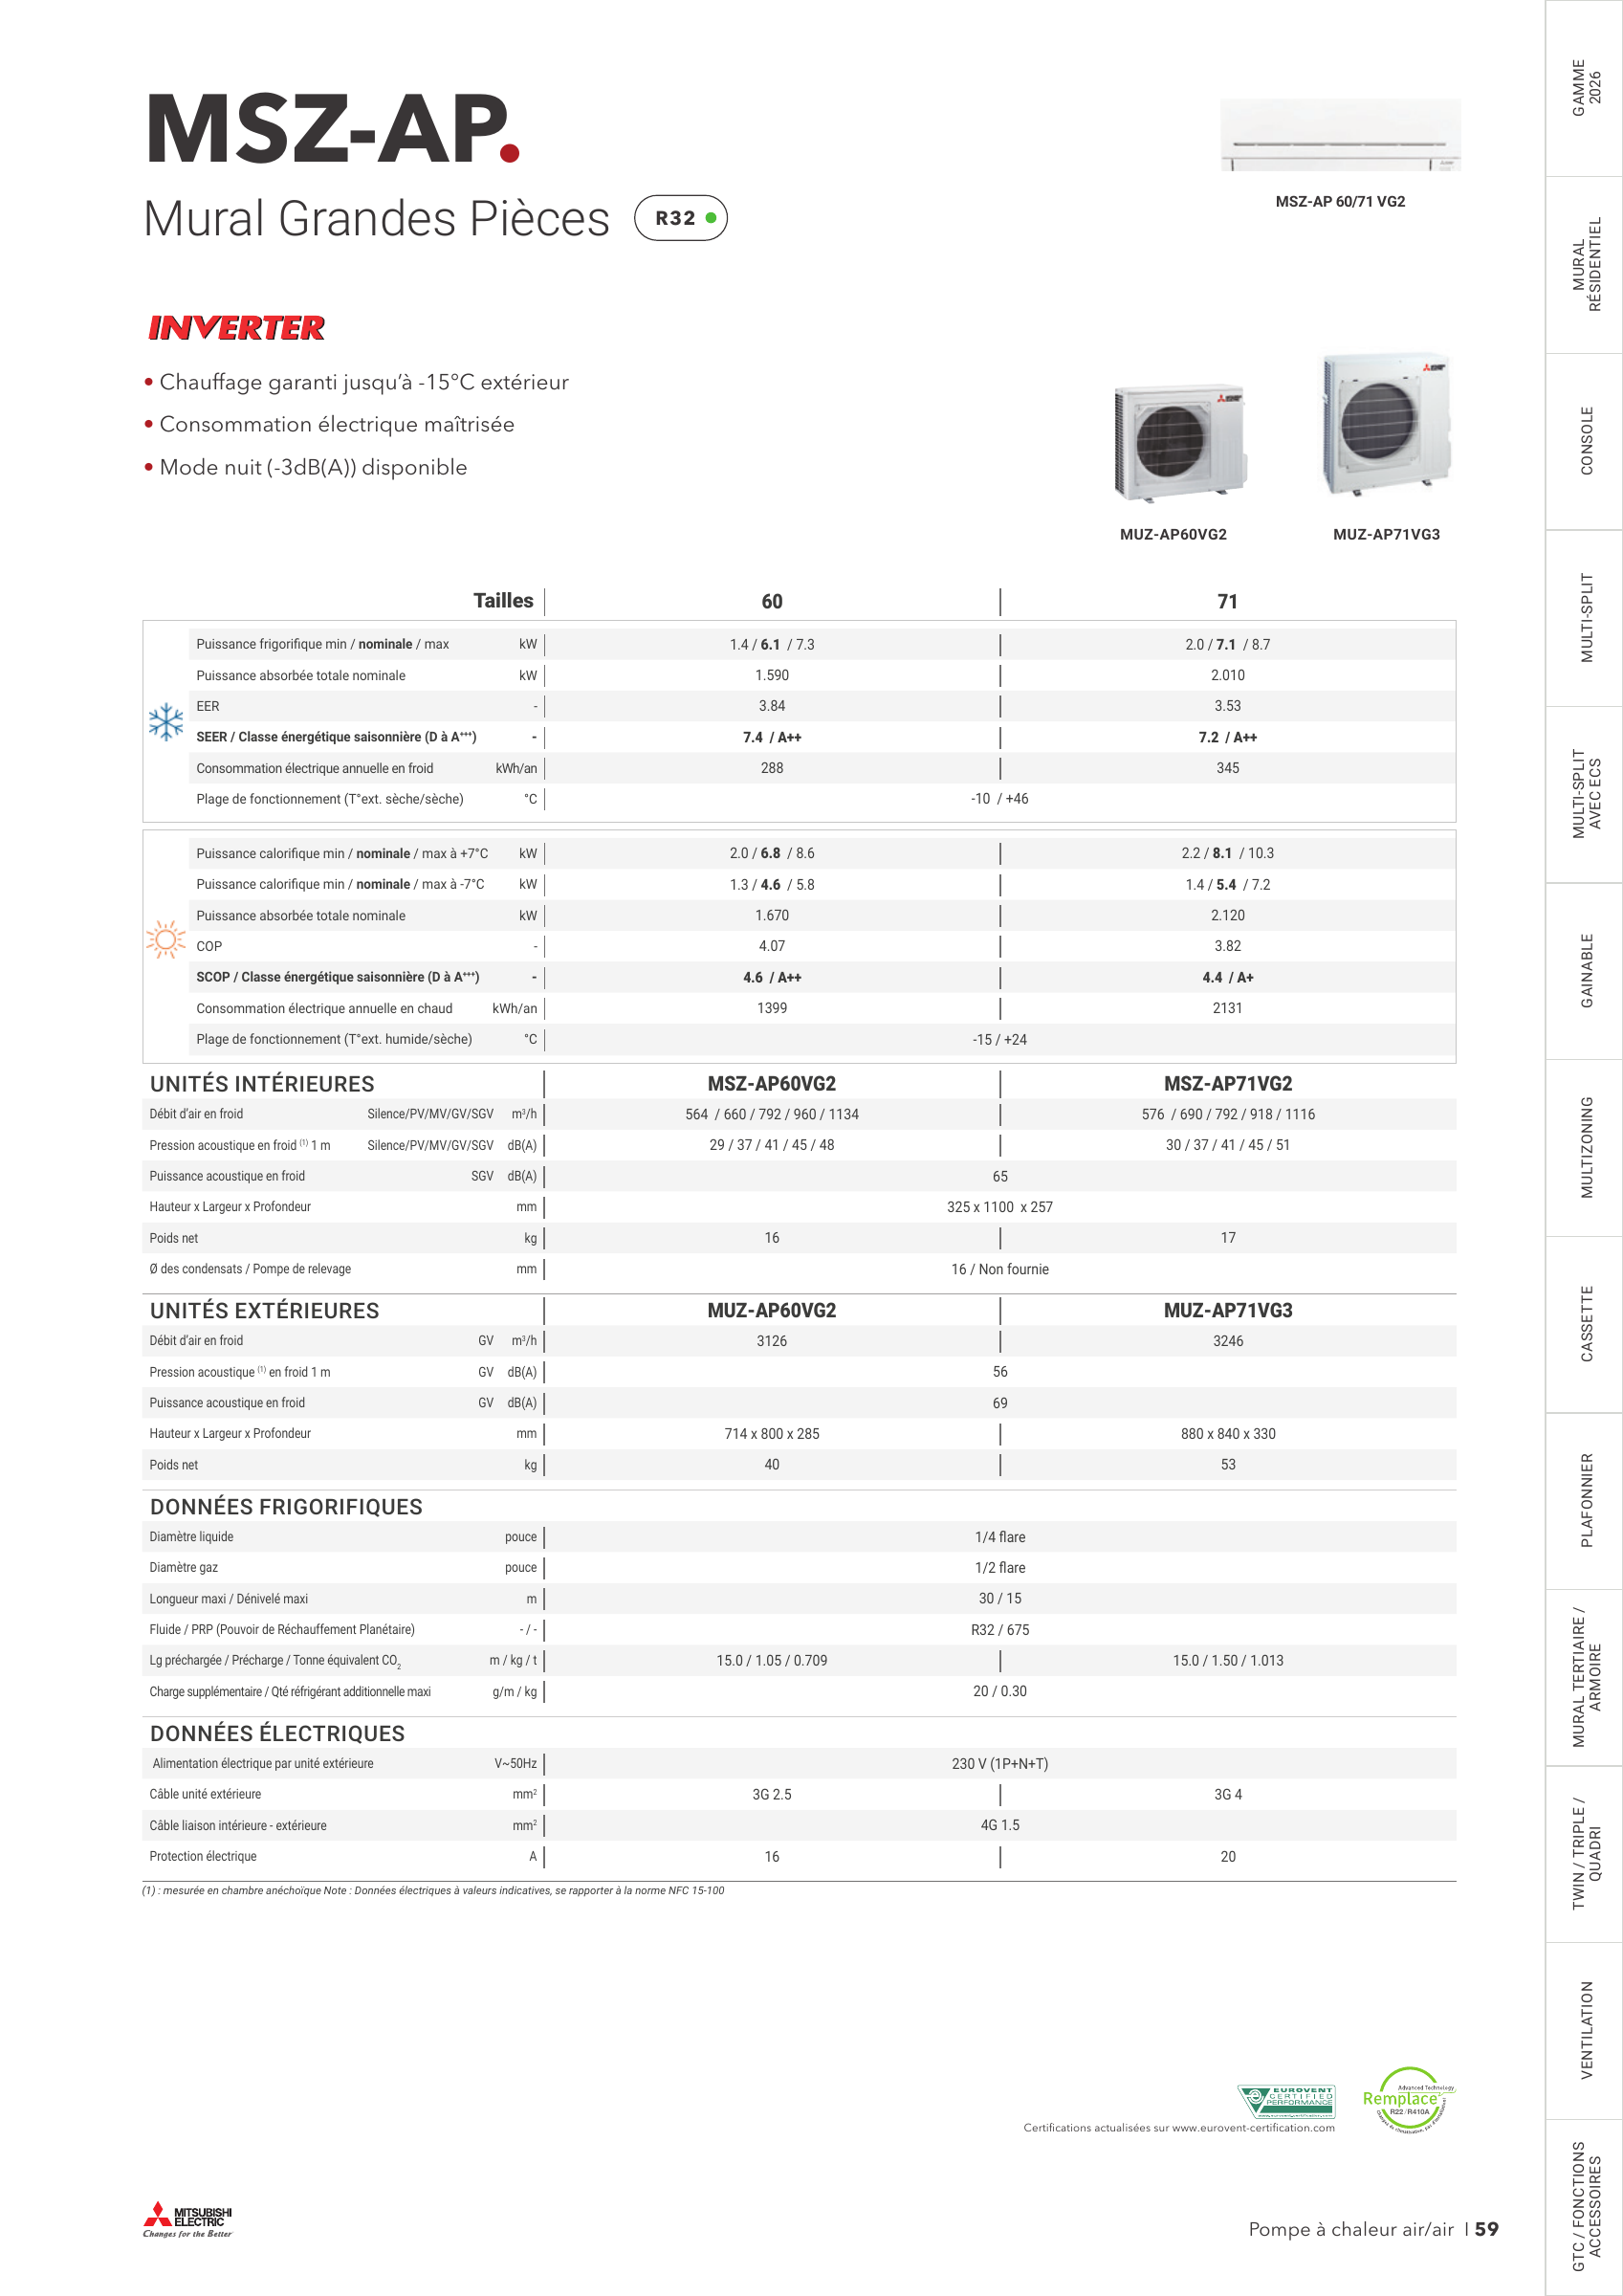 MSZ-AP.
Mural Grandes Pièces R32
MSZ-AP 60/71 VG2
INVERTER
• Chauffage garanti jusqu'à -15°C extérieur
• Consommation électrique maîtrisée
• Mode nuit (-3dB(A)) disponible
MUZ-AP60VG2 MUZ-AP71VG3
Tailles 60 71
Puissance frigorifique min / nominale / max kW 1.4 / 6.1 / 7.3 2.0 / 7.1 / 8.7
Puissance absorbée totale nominale kW 1.590 2.010
EER - 3.84 3.53
SEER / Classe énergétique saisonnière (D à A+++) - 7.4 / A++ 7.2 / A++
Consommation électrique annuelle en froid kWh/an 288 345
Plage de fonctionnement (T°ext. sèche/sèche) °C -10 / +46
Puissance calorifique min / nominale / max à +7°C kW 2.0 / 6.8 / 8.6 2.2 / 8.1 / 10.3
Puissance calorifique min / nominale / max à -7°C kW 1.3 / 4.6 / 5.8 1.4 / 5.4 / 7.2
Puissance absorbée totale nominale kW 1.670 2.120
COP - 4.07 3.82
SCOP / Classe énergétique saisonnière (D à A+++) - 4.6 / A++ 4.4 / A+
Consommation électrique annuelle en chaud kWh/an 1399 2131
Plage de fonctionnement (T°ext. humide/sèche) °C -15 / +24
UNITÉS INTÉRIEURES MSZ-AP60VG2 MSZ-AP71VG2
Débit d'air en froid Silence/PV/MV/GV/SGV m³/h 564 / 660 / 792 / 960 / 1134 576 / 690 / 792 / 918 / 1116
Pression acoustique en froid (1) 1 m Silence/PV/MV/GV/SGV dB(A) 29 / 37 / 41 / 45 / 48 30 / 37 / 41 / 45 / 51
Puissance acoustique en froid SGV dB(A) 65
Hauteur x Largeur x Profondeur mm 325 x 1100 x 257
Poids net kg 16 17
Ø des condensats / Pompe de relevage mm 16 / Non fournie
UNITÉS EXTÉRIEURES MUZ-AP60VG2 MUZ-AP71VG3
Débit d'air en froid GV m³/h 3126 3246
Pression acoustique (1) en froid 1 m GV dB(A) 56
Puissance acoustique en froid GV dB(A) 69
Hauteur x Largeur x Profondeur mm 714 x 800 x 285 880 x 840 x 330
Poids net kg 40 53
DONNÉES FRIGORIFIQUES
Diamètre liquide pouce 1/4 flare
Diamètre gaz pouce 1/2 flare
Longueur maxi / Dénivelé maxi m 30 / 15
Fluide / PRP (Pouvoir de Réchauffement Planétaire) - / - R32 / 675
Lg préchargée / Précharge / Tonne équivalent CO2 m / kg / t 15.0 / 1.05 / 0.709 15.0 / 1.50 / 1.013
Charge supplémentaire / Qté réfrigérant additionnelle maxi g/m / kg 20 / 0.30
DONNÉES ÉLECTRIQUES
Alimentation électrique par unité extérieure V~50Hz 230 V (1P+N+T)
Câble unité extérieure mm² 3G 2.5 3G 4
Câble liaison intérieure - extérieure mm² 4G 1.5
Protection électrique A 16 20
(1) : mesurée en chambre anéchoïque Note : Données électriques à valeurs indicatives, se rapporter à la norme NFC 15-100
EUROVENT
CERTIFIED
PERFORMANCE
Certifications actualisées sur www.eurovent-certification.com
Advanced Technology
Remplace
R22/R410A
MITSUBISHI
ELECTRIC
Changes for the Better
Pompe à chaleur air/air I 59
GAMME
2026
MURAL
RÉSIDENTIEL
CONSOLE
MULTI-SPLIT
MULTI-SPLIT
AVEC ECS
GAINABLE
MULTIZONING
CASSETTE
PLAFONNIER
MURAL TERTIAIRE /
ARMOIRE
TWIN / TRIPLE /
QUADRI
VENTILATION
GTC / FONCTIONS
ACCESSOIRES